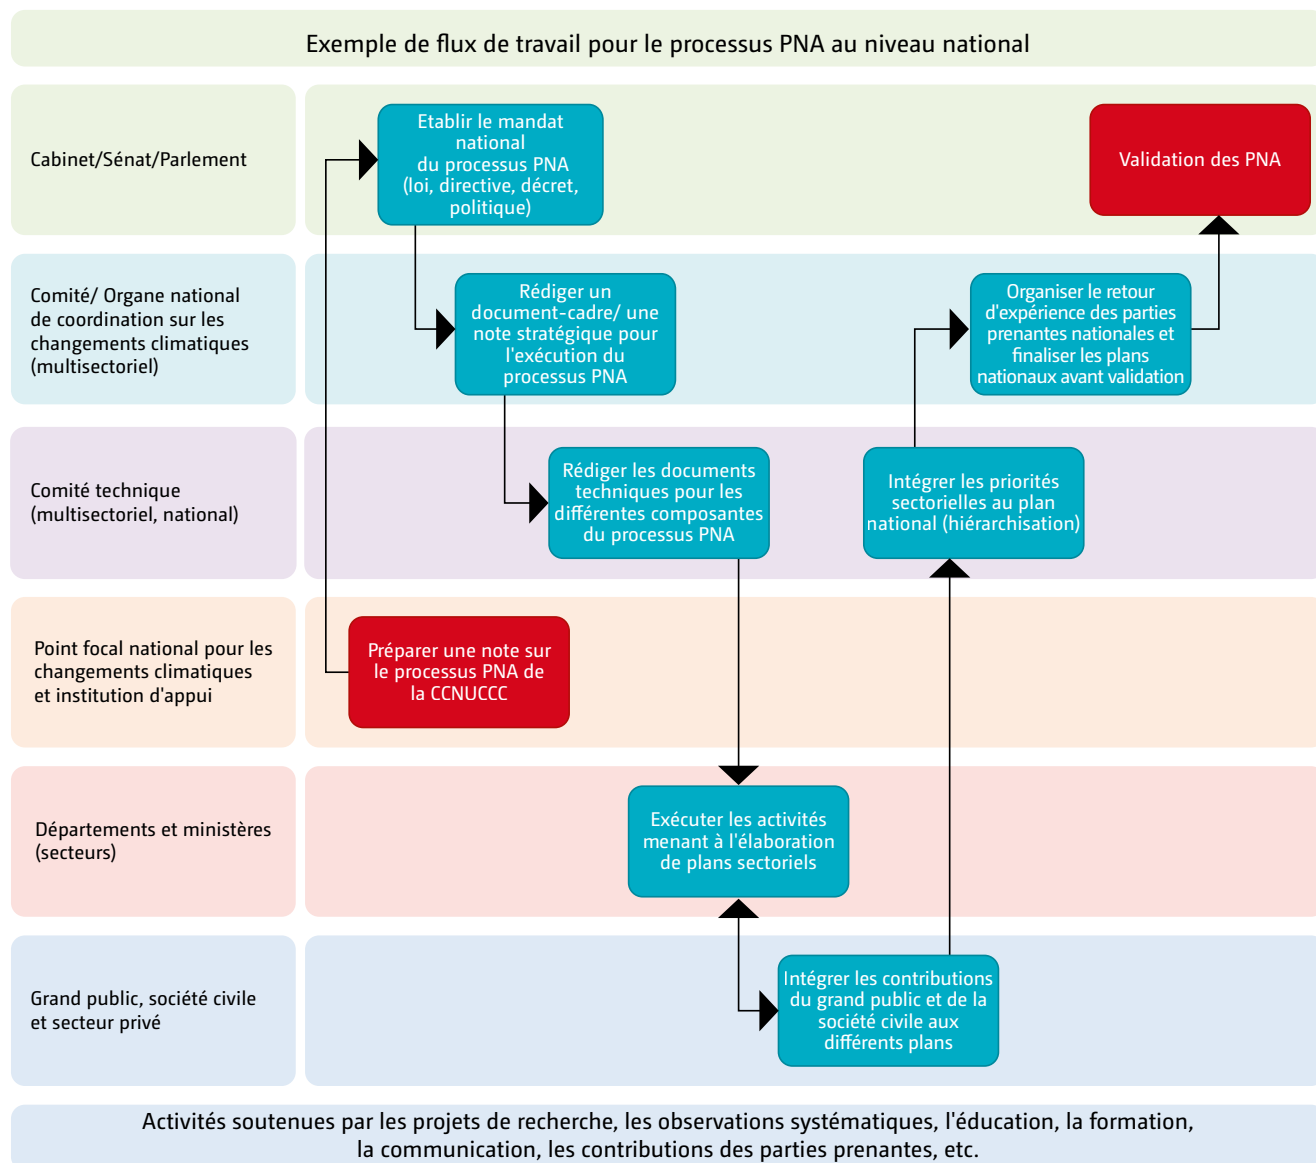 Exemple de flux de travail pour le processus PNA au niveau national
Cabinet/Sénat/Parlement
Etablir le mandat
national
du processus PNA
(loi, directive, décret,
politique)
Validation des PNA
Comité/ Organe national
de coordination sur les
changements climatiques
(multisectoriel)
Rédiger un
document-cadre/ une
note stratégique pour
l'exécution du
processus PNA
Organiser le retour
d'expérience des parties
prenantes nationales et
finaliser les plans
nationaux avant validation
Comité technique
(multisectoriel, national)
Rédiger les documents
techniques pour les
différentes composantes
du processus PNA
Intégrer les priorités
sectorielles au plan
national (hiérarchisation)
Point focal national pour les
changements climatiques
et institution d'appui
Préparer une note sur
le processus PNA de
la CCNUCCC
Départements et ministères
(secteurs)
Exécuter les activités
menant à l'élaboration
de plans sectoriels
Grand public, société civile
et secteur privé
Intégrer les contributions
du grand public et de la
société civile aux
différents plans
Activités soutenues par les projets de recherche, les observations systématiques, l'éducation, la formation,
la communication, les contributions des parties prenantes, etc.